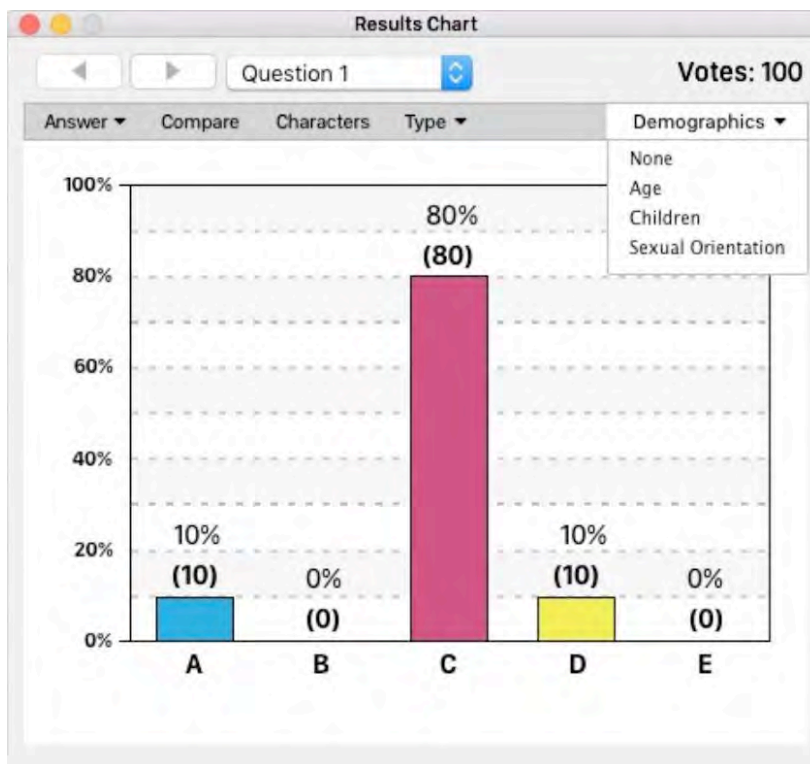 Results Chart
Question 1
Votes: 100
Answer Compare Characters Type Demographics
None
Age
Children
Sexual Orientation
100%
80%
60%
40%
20%
0%
10%
(10)
0%
(0)
80%
(80)
10%
(10)
0%
(0)
A B C D E